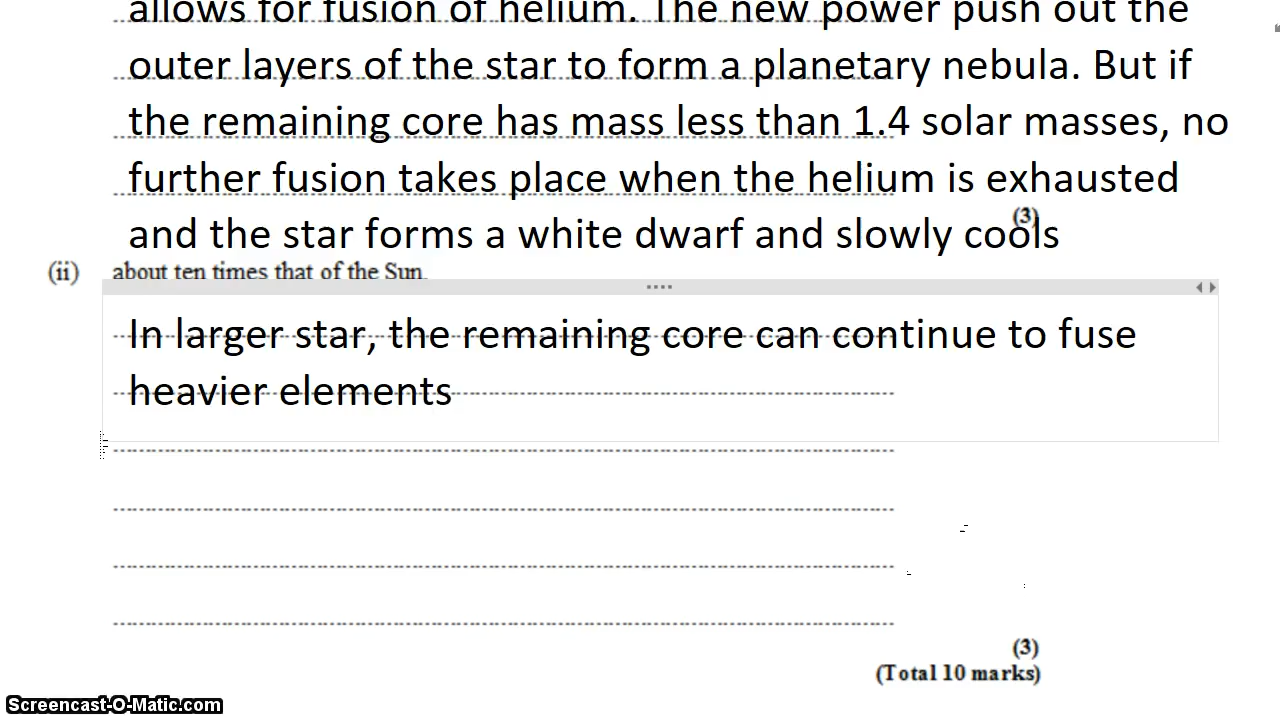 allows for fusion of helium. The new power push out the
outer layers of the star to form a planetary nebula. But if
the remaining core has mass less than 1.4 solar masses, no
further fusion takes place when the helium is exhausted
and the star forms a white dwarf and slowly cools
(3)
(ii) about ten times that of the Sun.
In larger star, the remaining core can continue to fuse
heavier elements
(3)
(Total 10 marks)
Screencast-O-Matic.com